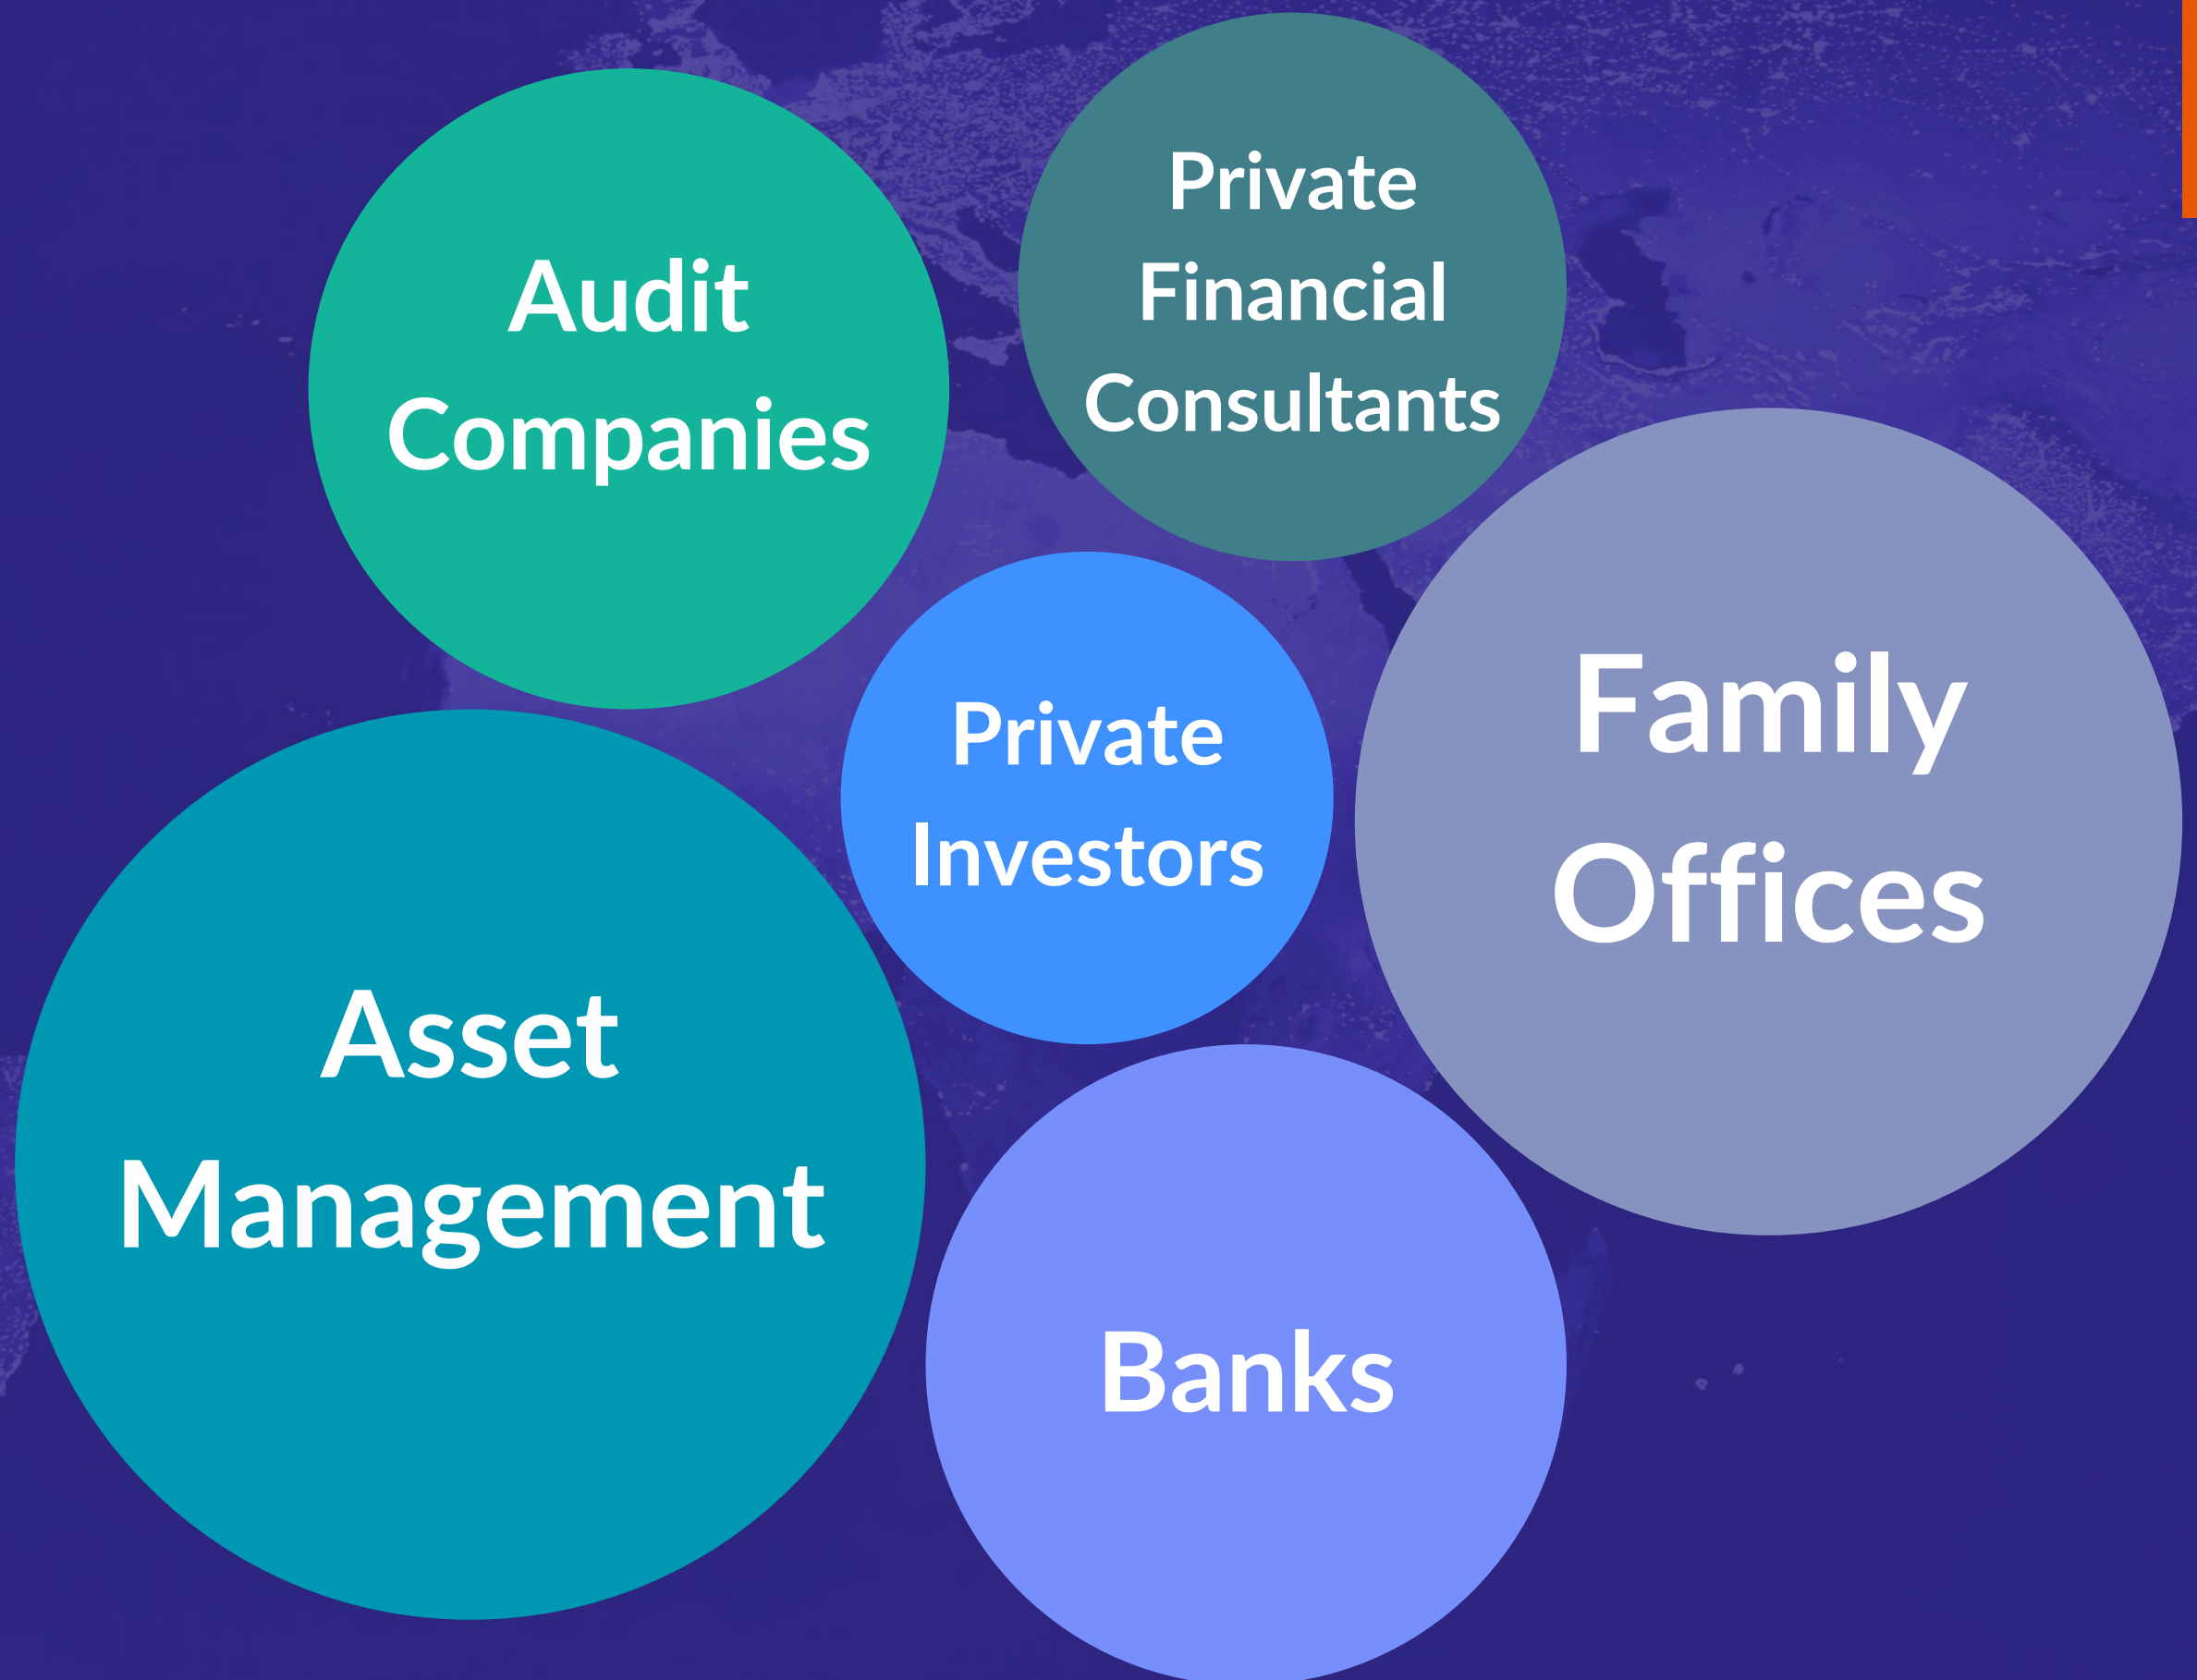 Audit
Companies
Private
Financial
Consultants
Private
Investors
Family
Offices
Asset
Management
Banks